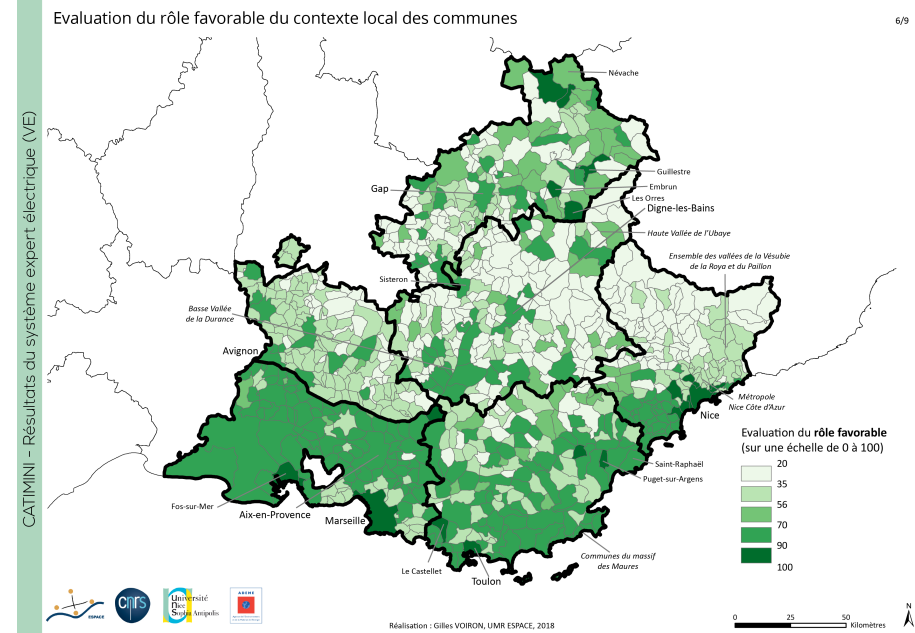 Evaluation du rôle favorable du contexte local des communes
6/9
CATIMINI – Résultats du système expert électrique (VE)
Névache
Guillestre
Embrun
Gap
Les Orres
Digne-les-Bains
Haute Vallée de l'Ubaye
Ensemble des vallées de la Vésubie
de la Roya et du Paillon
Sisteron
Basse Vallée
de la Durance
Avignon
Métropole
Nice Côte d'Azur
Nice
Evaluation du rôle favorable
(sur une échelle de 0 à 100)
20
35
56
70
90
100
Saint-Raphaël
Puget-sur-Argens
Fos-sur-Mer
Aix-en-Provence
Marseille
Communes du massif
des Maures
Le Castellet
Toulon
ESPACE
cnrs
Université
Nice
Sophia Antipolis
ADEME
Réalisation : Gilles VOIRON, UMR ESPACE, 2018
0
25
50
Kilomètres
N